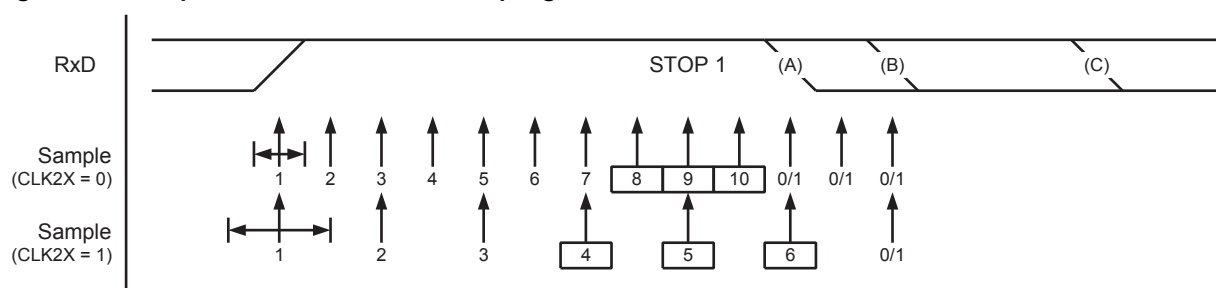 RxD STOP 1 (A) (B) (C)
Sample
(CLK2X = 0)
1 2 3 4 5 6 7 8 9 10 0/1 0/1 0/1
Sample
(CLK2X = 1)
1 2 3 4 5 6 0/1